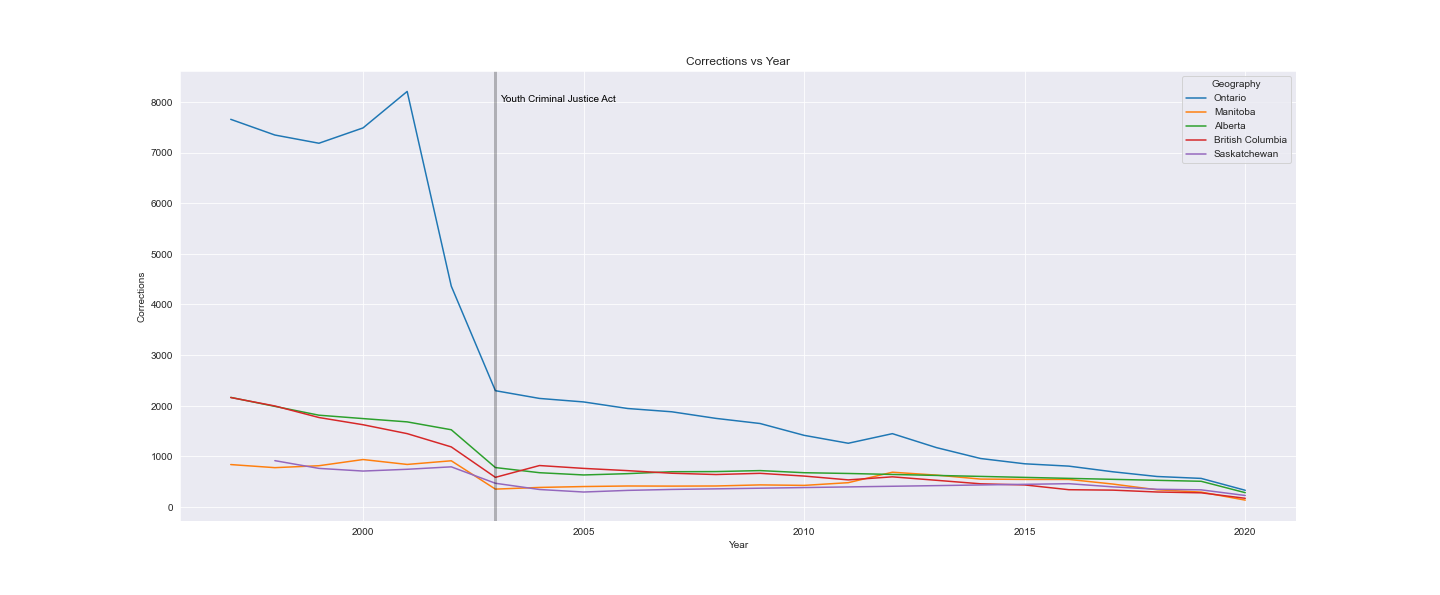 Corrections vs Year
Geography
Ontario
Manitoba
Alberta
British Columbia
Saskatchewan
Youth Criminal Justice Act
8000
7000
6000
5000
4000
3000
2000
1000
0
Corrections
2000
2005
2010
2015
2020
Year